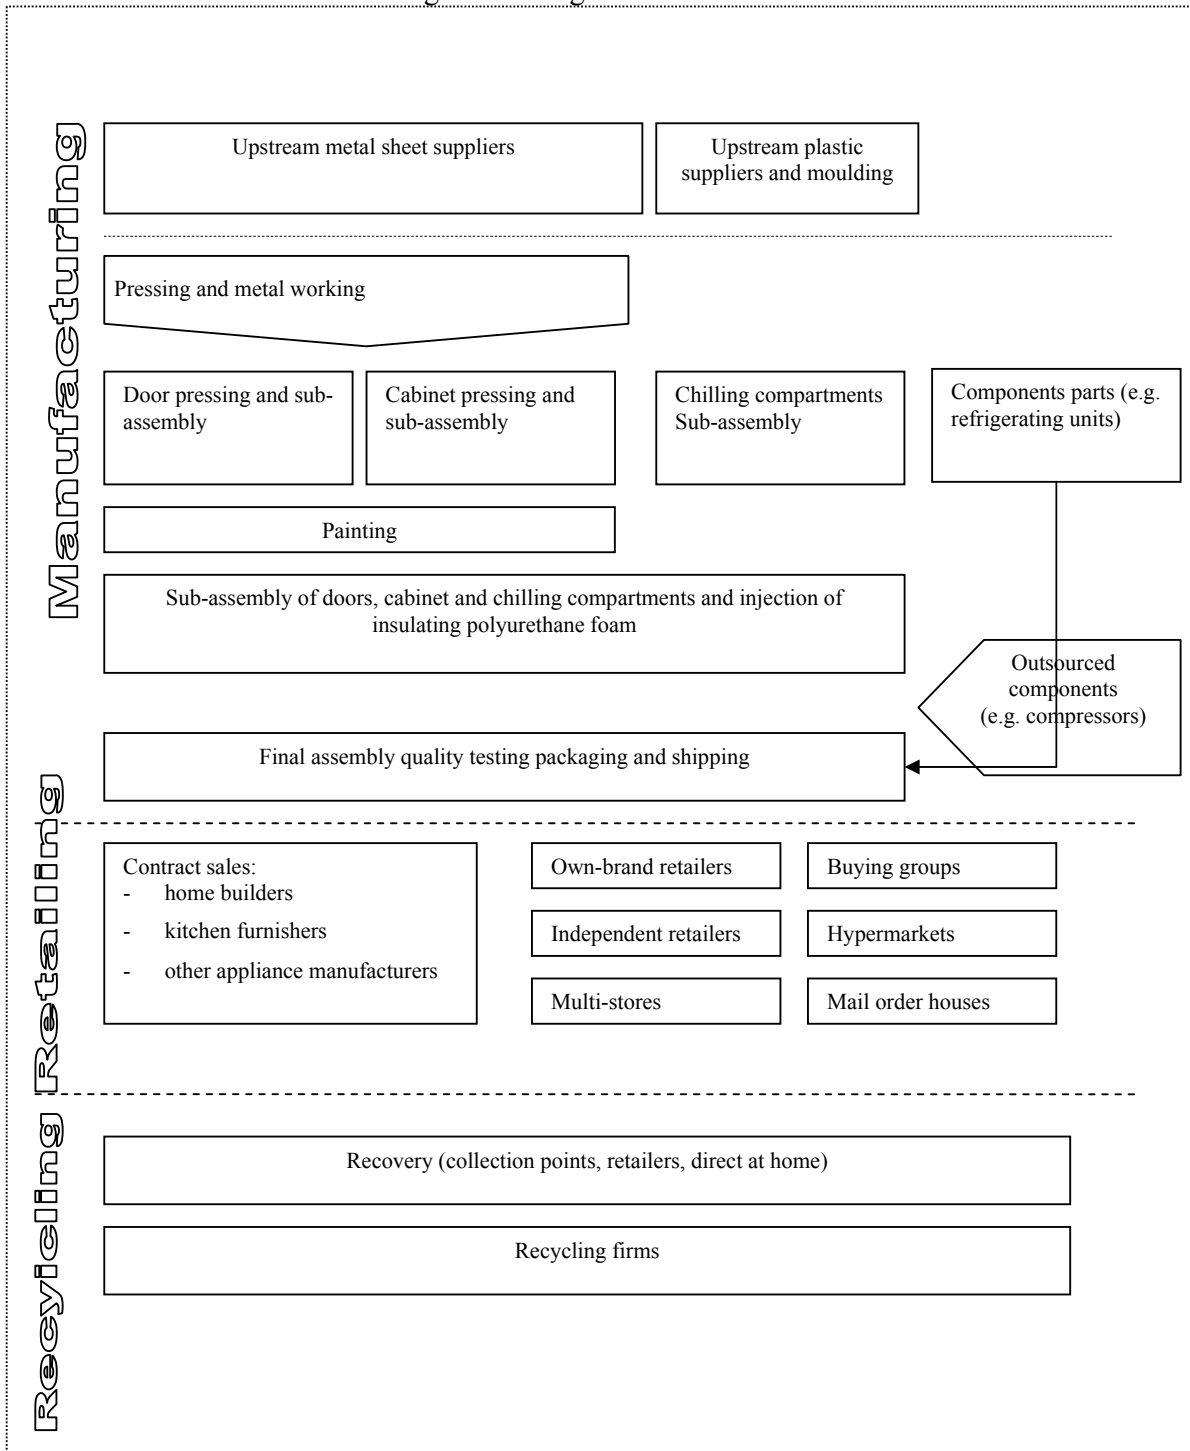 Manufacturing
Upstream metal sheet suppliers
Upstream plastic
suppliers and moulding
Pressing and metal working
Door pressing and sub-
assembly
Cabinet pressing and
sub-assembly
Chilling compartments
Sub-assembly
Components parts (e.g.
refrigerating units)
Painting
Sub-assembly of doors, cabinet and chilling compartments and injection of
insulating polyurethane foam
Outsourced
components
(e.g. compressors)
Final assembly quality testing packaging and shipping
Retailing
Contract sales:
- home builders
- kitchen furnishers
- other appliance manufacturers
Own-brand retailers
Buying groups
Independent retailers
Hypermarkets
Multi-stores
Mail order houses
Recyicling
Recovery (collection points, retailers, direct at home)
Recycling firms